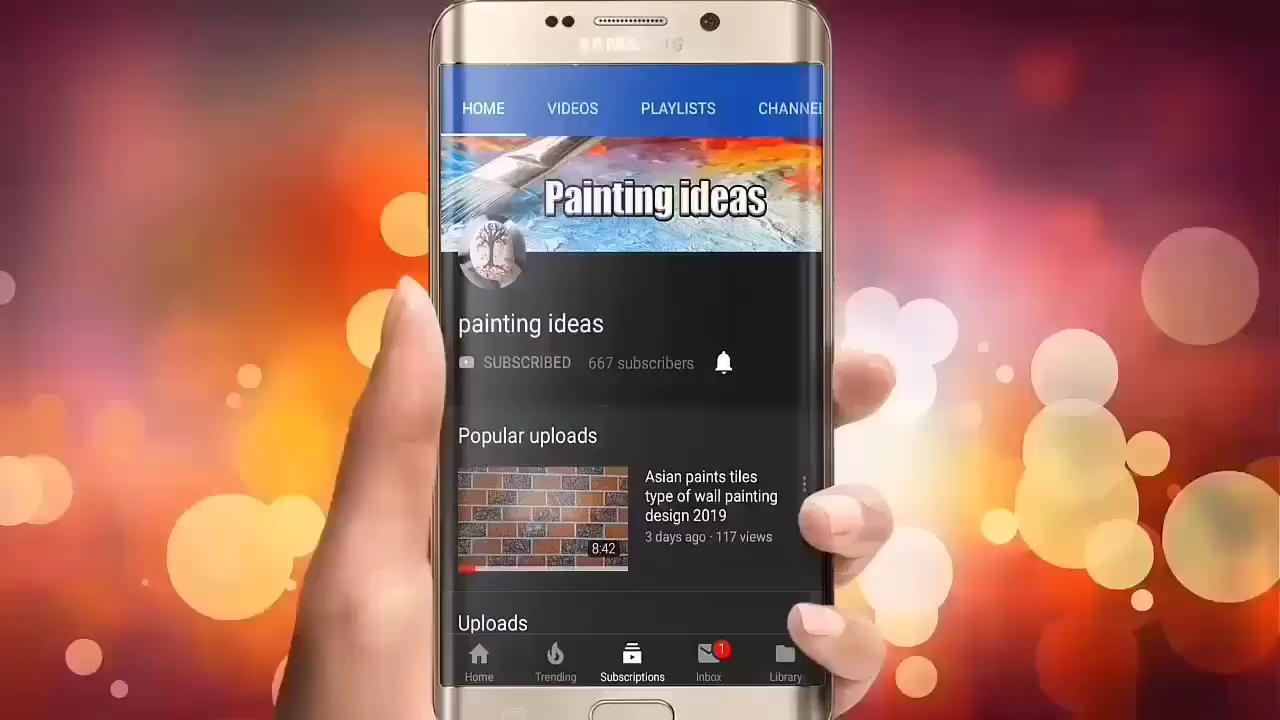 SAMSUNG
HOME VIDEOS PLAYLISTS CHANNEL
Painting ideas
painting ideas
SUBSCRIBED 667 subscribers
Popular uploads
Asian paints tiles
type of wall painting
design 2019
3 days ago · 117 views
8:42
Uploads
1
Home Trending Subscriptions Inbox Library